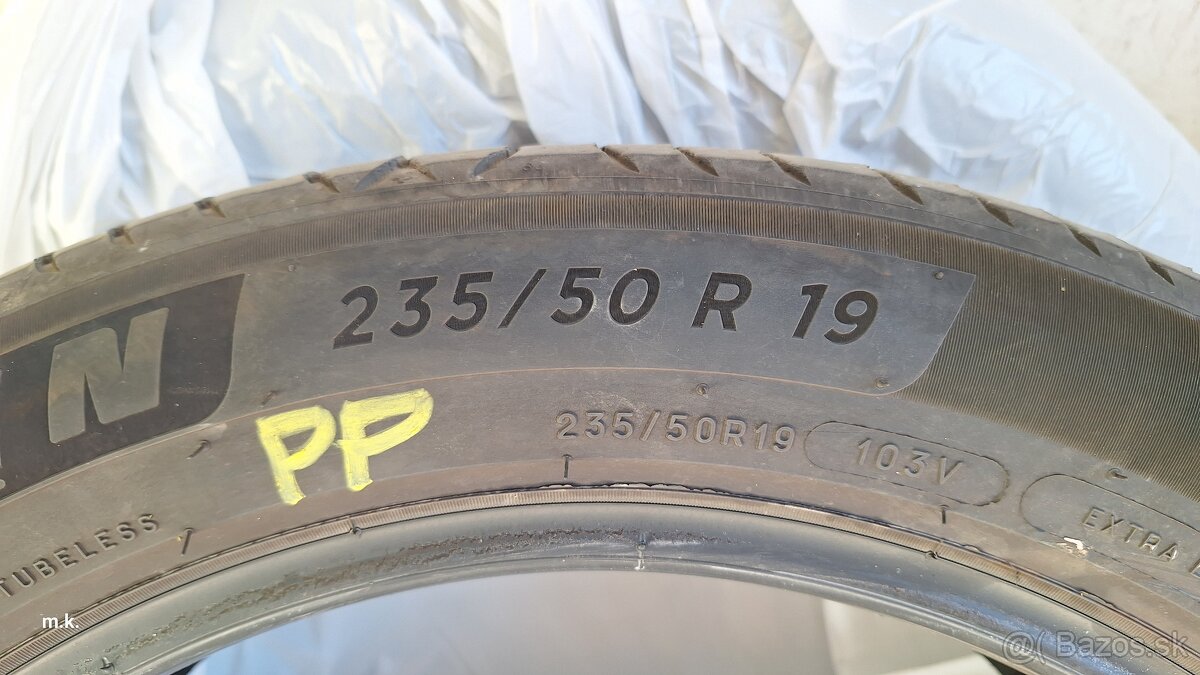 N
235/50 R 19
PP
235/50R19 103V
EXTRA
TUBELESS
m.k.
@( Bazos.sk